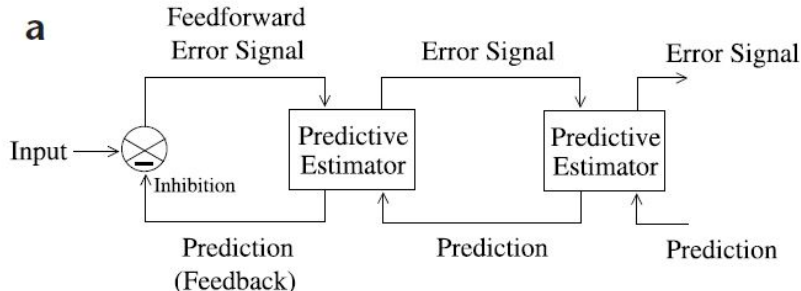 a
Feedforward
Error Signal
Error Signal
Error Signal
Input
Inhibition
Predictive
Estimator
Predictive
Estimator
Prediction
(Feedback)
Prediction
Prediction